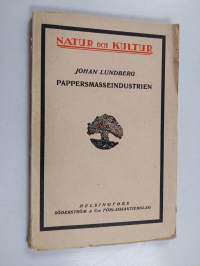 NATUR OCH KULTUR
JOHAN LUNDBERG
PAPPERSMASSEINDUSTRIEN
HELSINGFORS
SÖDERSTRÖM & C:o FÖRLAGSAKTIEBOLAG